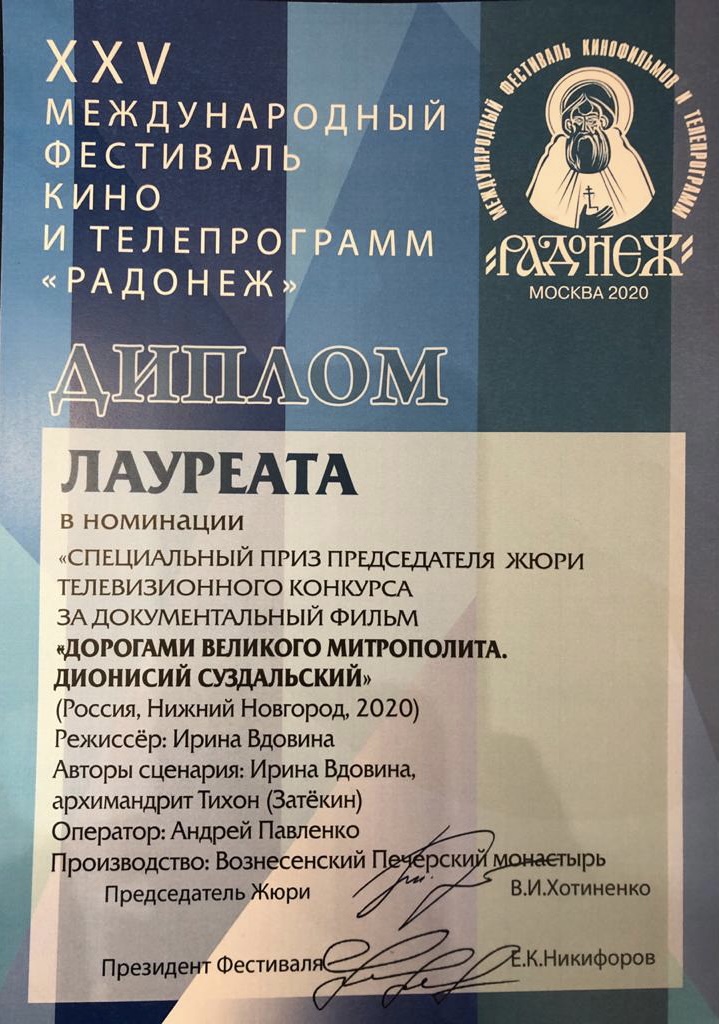 XXV
МЕЖДУНАРОДНЫЙ
ФЕСТИВАЛЬ
КИНО
И ТЕЛЕПРОГРАММ
«РАДОНЕЖ»
МЕЖДУНАРОДНЫЙ ФЕСТИВАЛЬ КИНОФИЛЬМОВ И ТЕЛЕПРОГРАММ
РАДОНЕЖ
МОСКВА 2020
ДИПЛОМ
ЛАУРЕАТА
в номинации
«СПЕЦИАЛЬНЫЙ ПРИЗ ПРЕДСЕДАТЕЛЯ ЖЮРИ
ТЕЛЕВИЗИОННОГО КОНКУРСА
ЗА ДОКУМЕНТАЛЬНЫЙ ФИЛЬМ
«ДОРОГАМИ ВЕЛИКОГО МИТРОПОЛИТА.
ДИОНИСИЙ СУЗДАЛЬСКИЙ»
(Россия, Нижний Новгород, 2020)
Режиссёр: Ирина Вдовина
Авторы сценария: Ирина Вдовина,
архимандрит Тихон (Затёкин)
Оператор: Андрей Павленко
Производство: Вознесенский Печерский монастырь
Председатель Жюри В.И.Хотиненко
Президент Фестиваля Е.К.Никифоров